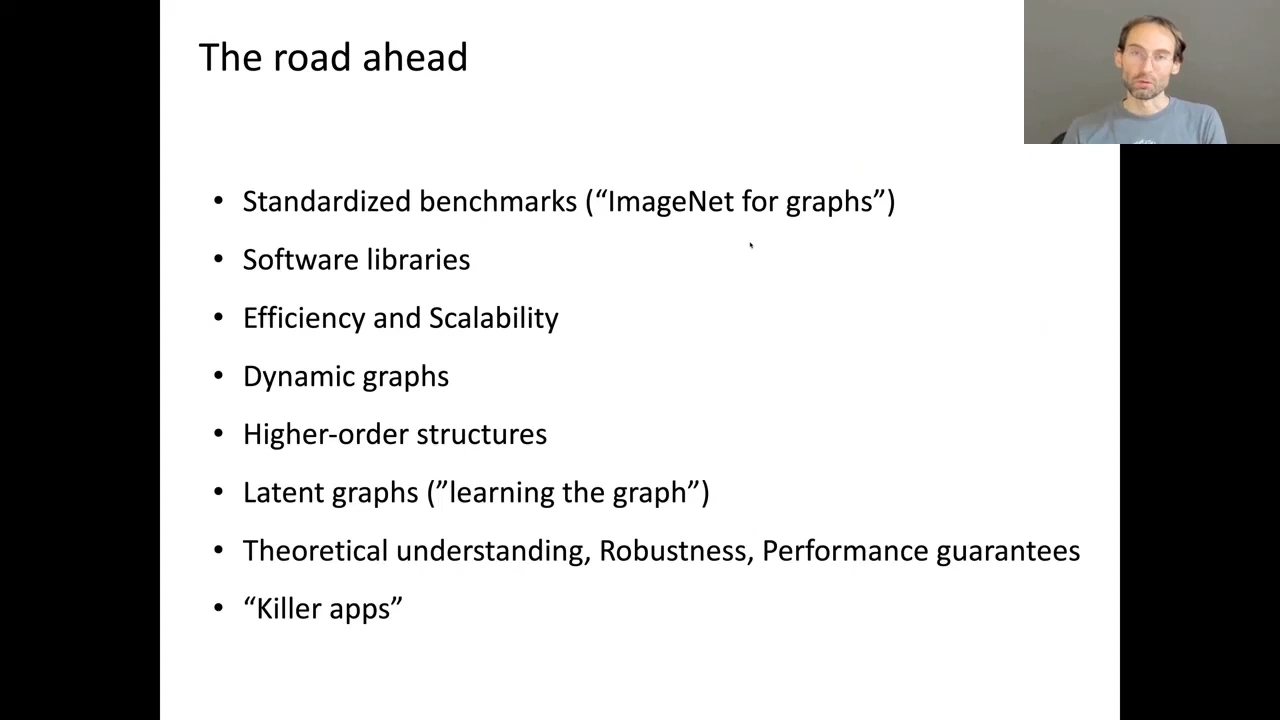 The road ahead
• Standardized benchmarks (“ImageNet for graphs”)
• Software libraries
• Efficiency and Scalability
• Dynamic graphs
• Higher-order structures
• Latent graphs (”learning the graph”)
• Theoretical understanding, Robustness, Performance guarantees
• “Killer apps”